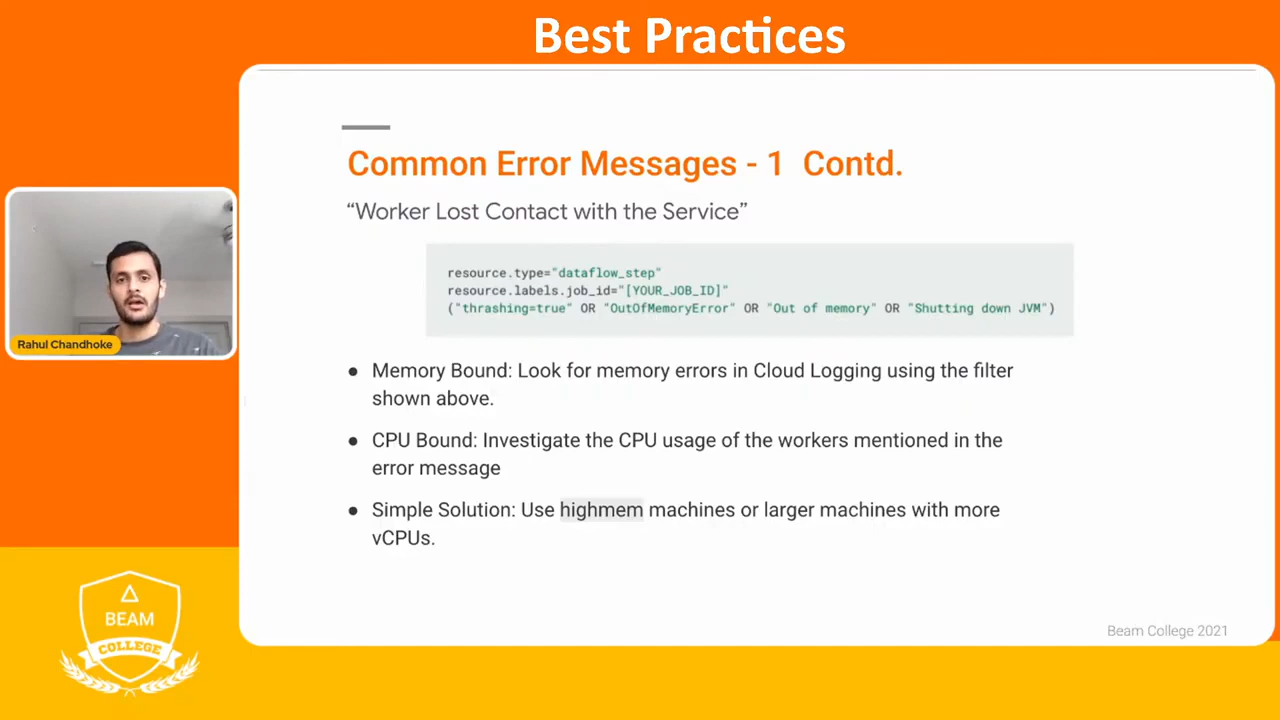 Best Practices
Common Error Messages - 1 Contd.
“Worker Lost Contact with the Service”
resource.type="dataflow_step"
resource.labels.job_id="[YOUR_JOB_ID]"
("thrashing=true" OR "OutOfMemoryError" OR "Out of memory" OR "Shutting down JVM")
● Memory Bound: Look for memory errors in Cloud Logging using the filter
shown above.
● CPU Bound: Investigate the CPU usage of the workers mentioned in the
error message
● Simple Solution: Use highmem machines or larger machines with more
vCPUs.
Rahul Chandhoke
BEAM
COLLEGE
Beam College 2021